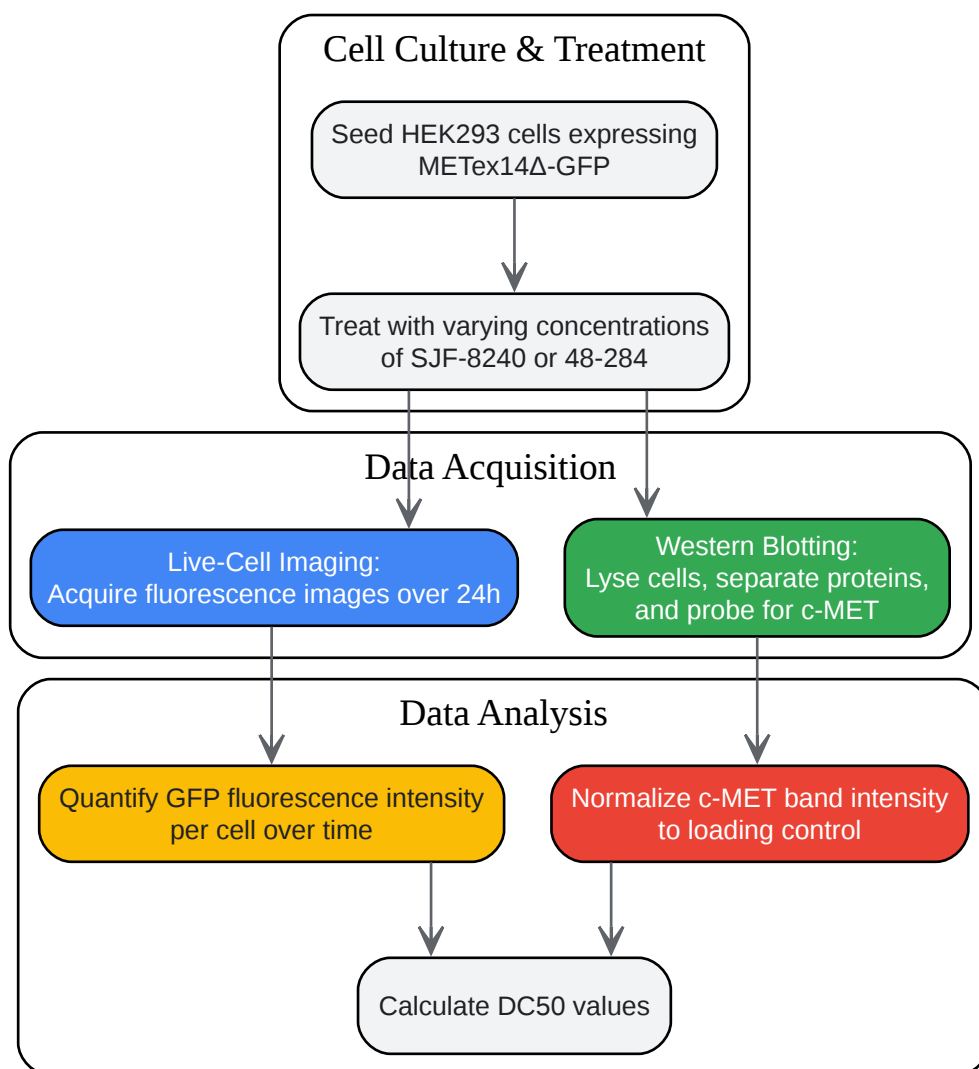 Cell Culture & Treatment
Seed HEK293 cells expressing
METex14Δ-GFP
Treat with varying concentrations
of SJF-8240 or 48-284
Data Acquisition
Live-Cell Imaging:
Acquire fluorescence images over 24h
Western Blotting:
Lyse cells, separate proteins,
and probe for c-MET
Data Analysis
Quantify GFP fluorescence intensity
per cell over time
Normalize c-MET band intensity
to loading control
Calculate DC50 values